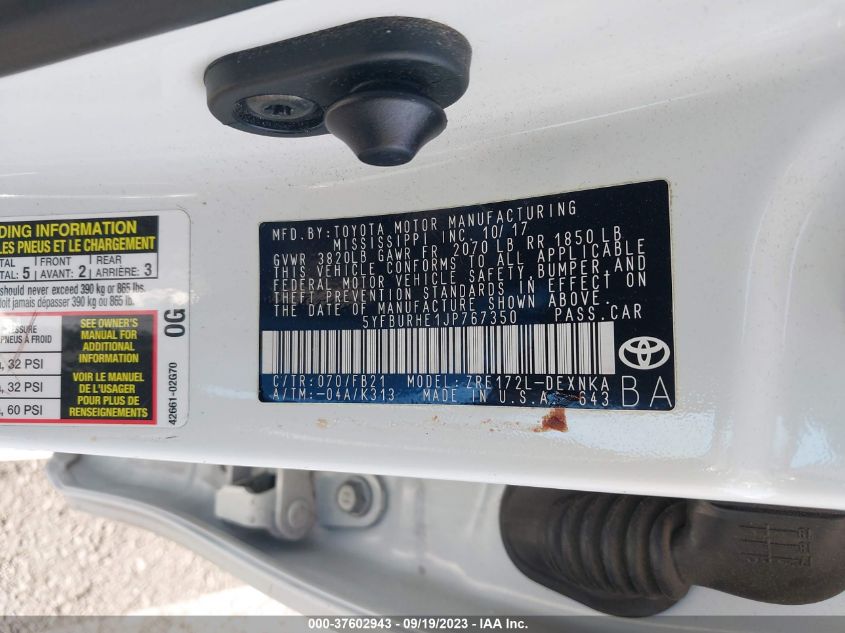 MFD.BY:TOYOTA MOTOR MANUFACTURING
MISSISSIPPI INC. 10/17
GVWR 3820LB GAWR FR 2070 LB RR 1850 LB
THIS VEHICLE CONFORMS TO ALL APPLICABLE
FEDERAL MOTOR VEHICLE SAFETY, BUMPER, AND
THEFT PREVENTION STANDARDS IN EFFECT ON
THE DATE OF MANUFACTURE SHOWN ABOVE.
5YFBURHE1JP767350 PASS.CAR
C/TR:070/FB21 MODEL:ZRE172L-DEXNKA
A/TM:-04A/K313 MADE IN U.S.A. 643
BA
DING INFORMATION
LES PNEUS ET LE CHARGEMENT
TAL FRONT REAR
TAL: 5 AVANT: 2 ARRIÈRE: 3
should never exceed 390 kg or 865 lbs.
doit jamais dépasser 390 kg ou 865 lb.
PRESSURE
32 PSI
32 PSI
60 PSI
SEE OWNER'S
MANUAL FOR
ADDITIONAL
INFORMATION
VOIR LE MANUEL
DE L'USAGER
POUR PLUS DE
RENSEIGNEMENTS
0G
42661-02G70
000-37602943 - 09/19/2023 - IAA Inc.